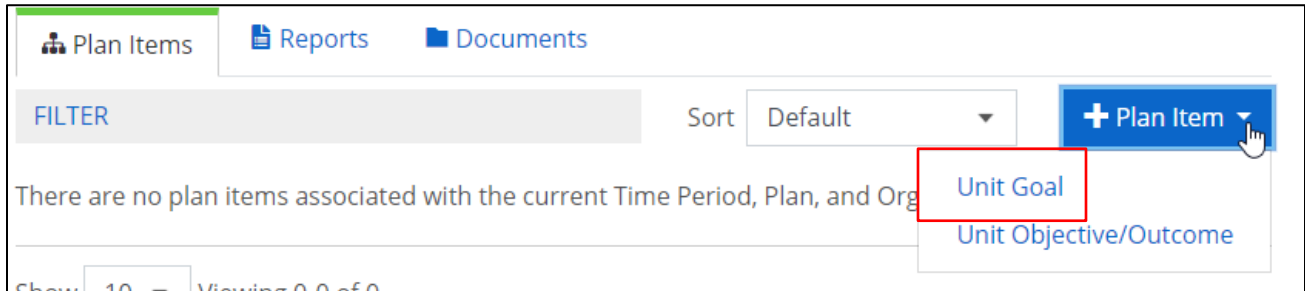 Plan Items Reports Documents
FILTER Sort Default Plan Item
There are no plan items associated with the current Time Period, Plan, and Org
Unit Goal
Unit Objective/Outcome
Show 10 Viewing 0-0 of 0